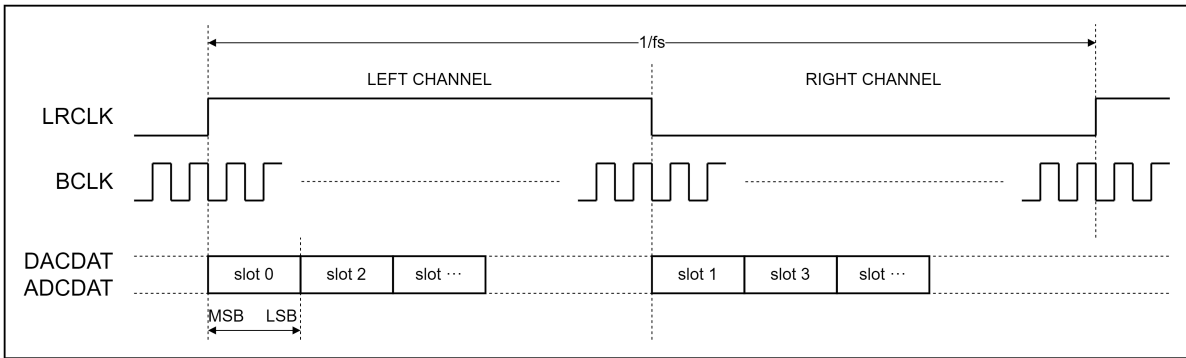 1/fs
LEFT CHANNEL
RIGHT CHANNEL
LRCLK
BCLK
DACDAT
ADCDAT
slot 0
slot 2
slot ⋯
slot 1
slot 3
slot ⋯
MSB
LSB